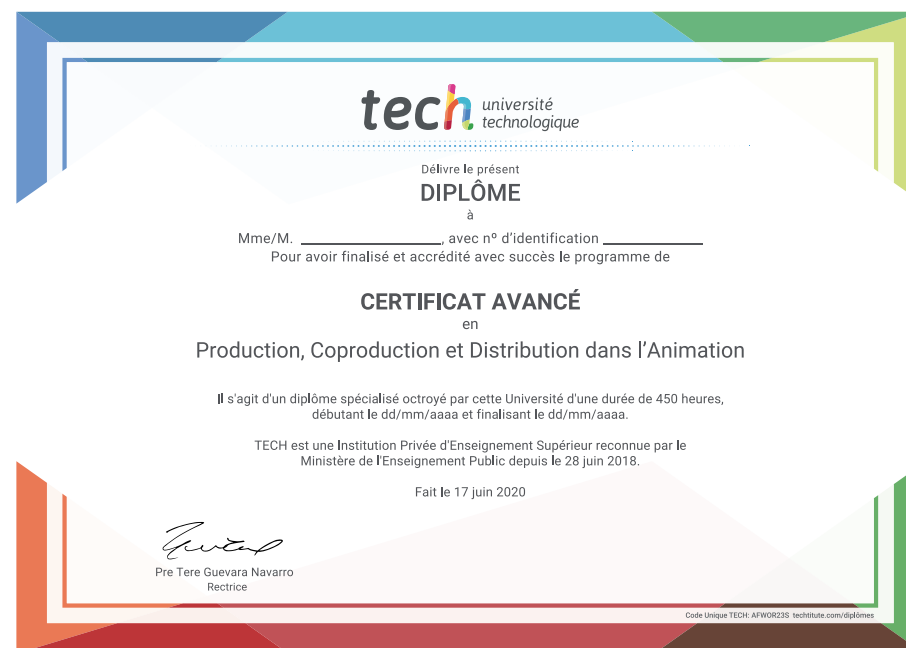 tech université
technologique
Délivre le présent
DIPLÔME
à
Mme/M. ____________________, avec nº d'identification ______________
Pour avoir finalisé et accrédité avec succès le programme de
CERTIFICAT AVANCÉ
en
Production, Coproduction et Distribution dans l'Animation
Il s'agit d'un diplôme spécialisé octroyé par cette Université d'une durée de 450 heures,
débutant le dd/mm/aaaa et finalisant le dd/mm/aaaa.
TECH est une Institution Privée d'Enseignement Supérieur reconnue par le
Ministère de l'Enseignement Public depuis le 28 juin 2018.
Fait le 17 juin 2020
Pre Tere Guevara Navarro
Rectrice
Code Unique TECH: AFWOR23S techtitute.com/diplômes